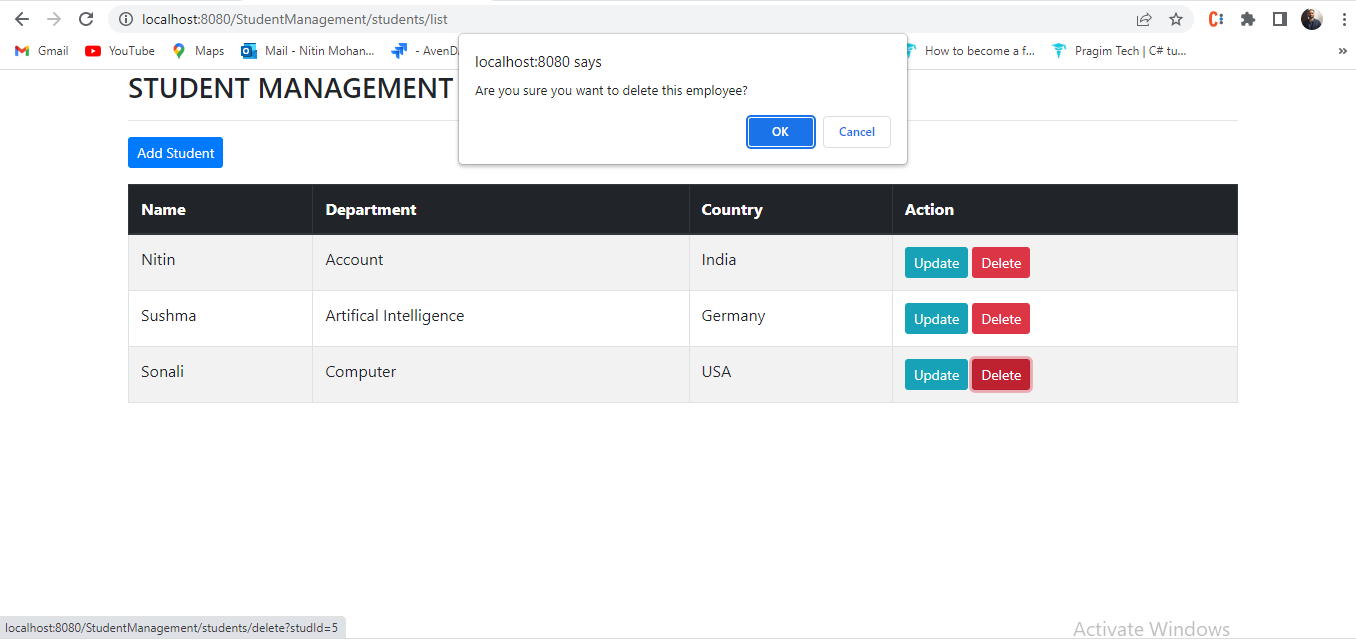 localhost:8080/StudentManagement/students/list
Gmail YouTube Maps Mail - Nitin Mohan... - AvenD How to become a f... Pragim Tech | C# tu... »
localhost:8080 says
Are you sure you want to delete this employee?
OK Cancel
STUDENT MANAGEMENT
Add Student
Name Department Country Action
Nitin Account India Update Delete
Sushma Artifical Intelligence Germany Update Delete
Sonali Computer USA Update Delete
localhost:8080/StudentManagement/students/delete?studId=5
Activate Windows